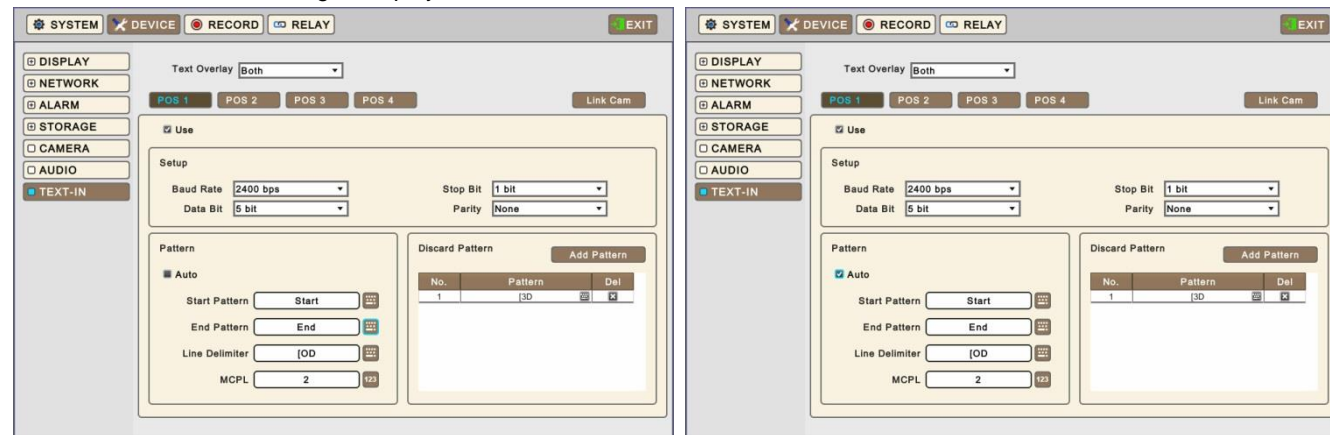 SYSTEM DEVICE RECORD RELAY EXIT
DISPLAY
NETWORK
ALARM
STORAGE
CAMERA
AUDIO
TEXT-IN
Text Overlay Both
POS 1 POS 2 POS 3 POS 4 Link Cam
Use
Setup
Baud Rate 2400 bps Stop Bit 1 bit
Data Bit 5 bit Parity None
Pattern
Auto
Start Pattern Start
End Pattern End
Line Delimiter [OD
MCPL 2 123
Discard Pattern Add Pattern
No. Pattern Del
1 [3D
SYSTEM DEVICE RECORD RELAY EXIT
DISPLAY
NETWORK
ALARM
STORAGE
CAMERA
AUDIO
TEXT-IN
Text Overlay Both
POS 1 POS 2 POS 3 POS 4 Link Cam
Use
Setup
Baud Rate 2400 bps Stop Bit 1 bit
Data Bit 5 bit Parity None
Pattern
Auto
Start Pattern Start
End Pattern End
Line Delimiter [OD
MCPL 2 123
Discard Pattern Add Pattern
No. Pattern Del
1 [3D